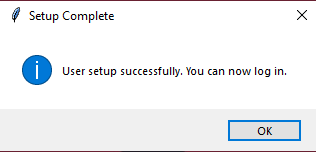 Setup Complete
User setup successfully. You can now log in.
OK